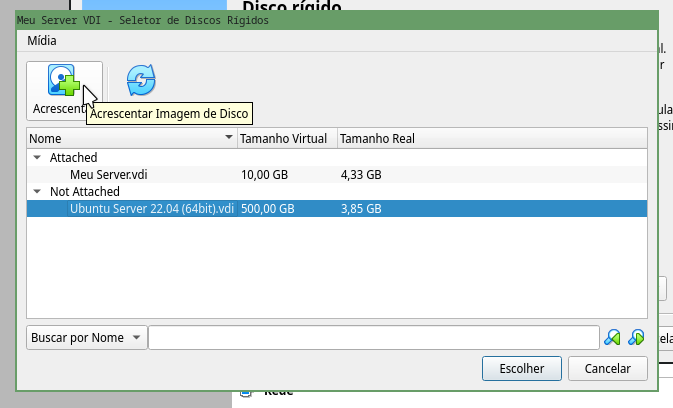 Disco rígido
Meu Server VDI - Seletor de Discos Rígidos
Mídia
Acrescenta
Acrescentar Imagem de Disco
Nome Tamanho Virtual Tamanho Real
Attached
Meu Server.vdi 10,00 GB 4,33 GB
Not Attached
Ubuntu Server 22.04 (64bit).vdi 500,00 GB 3,85 GB
Buscar por Nome
Escolher Cancelar
Rede